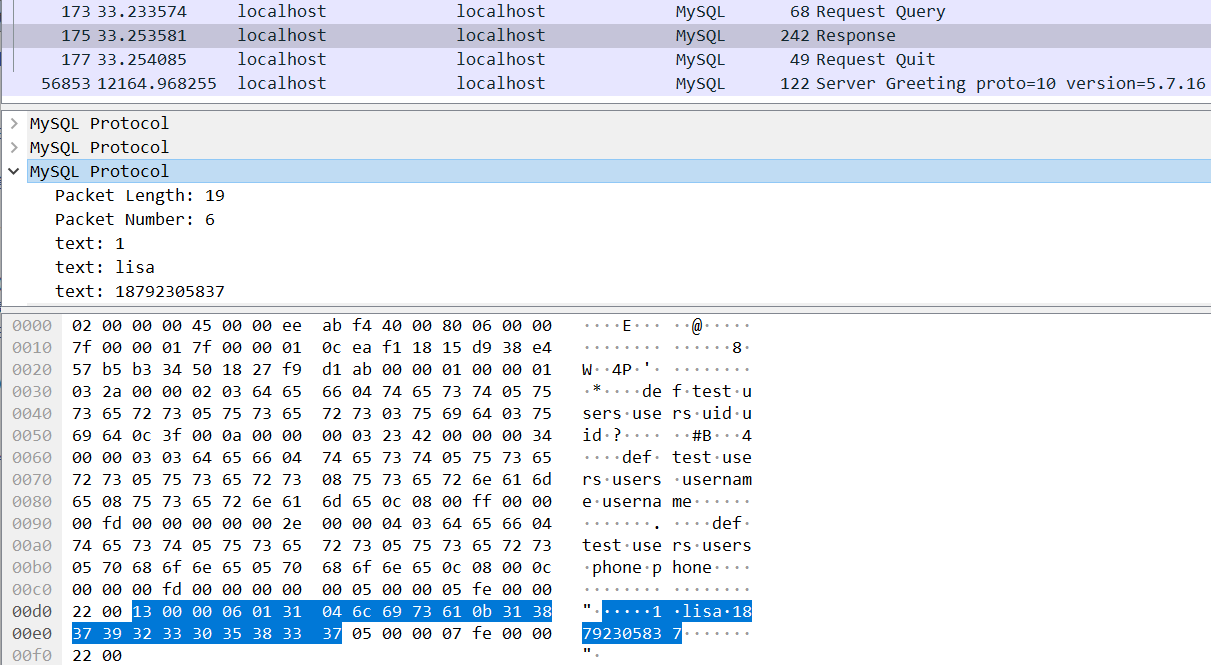 173 33.233574 localhost localhost MySQL 68 Request Query
175 33.253581 localhost localhost MySQL 242 Response
177 33.254085 localhost localhost MySQL 49 Request Quit
56853 12164.968255 localhost localhost MySQL 122 Server Greeting proto=10 version=5.7.16
MySQL Protocol
MySQL Protocol
MySQL Protocol
Packet Length: 19
Packet Number: 6
text: 1
text: lisa
text: 18792305837
0000 02 00 00 00 45 00 00 ee ab f4 40 00 80 06 00 00 ····E··· ··@·····
0010 7f 00 00 01 7f 00 00 01 0c ea f1 18 15 d9 38 e4 ········ ······8·
0020 57 b5 b3 34 50 18 27 f9 d1 ab 00 00 01 00 00 01 W··4P·'· ········
0030 03 2a 00 00 02 03 64 65 66 04 74 65 73 74 05 75 ·*····de f·test·u
0040 73 65 72 73 05 75 73 65 72 73 03 75 69 64 03 75 sers·use rs·uid·u
0050 69 64 0c 3f 00 0a 00 00 00 03 23 42 00 00 00 34 id·?···· ··#B···4
0060 00 00 03 03 64 65 66 04 74 65 73 74 05 75 73 65 ····def· test·use
0070 72 73 05 75 73 65 72 73 08 75 73 65 72 6e 61 6d rs·users ·usernam
0080 65 08 75 73 65 72 6e 61 6d 65 0c 08 00 ff 00 00 e·userna me······
0090 00 fd 00 00 00 00 00 2e 00 00 04 03 64 65 66 04 ·······. ····def·
00a0 74 65 73 74 05 75 73 65 72 73 05 75 73 65 72 73 test·use rs·users
00b0 05 70 68 6f 6e 65 05 70 68 6f 6e 65 0c 08 00 0c ·phone·p hone····
00c0 00 00 00 fd 00 00 00 00 00 05 00 00 05 fe 00 00 ········ ········
00d0 22 00 13 00 00 06 01 31 04 6c 69 73 61 0b 31 38 "······1 ·lisa·18
00e0 37 39 32 33 30 35 38 33 37 05 00 00 07 fe 00 00 79230583 7·······
00f0 22 00 "·